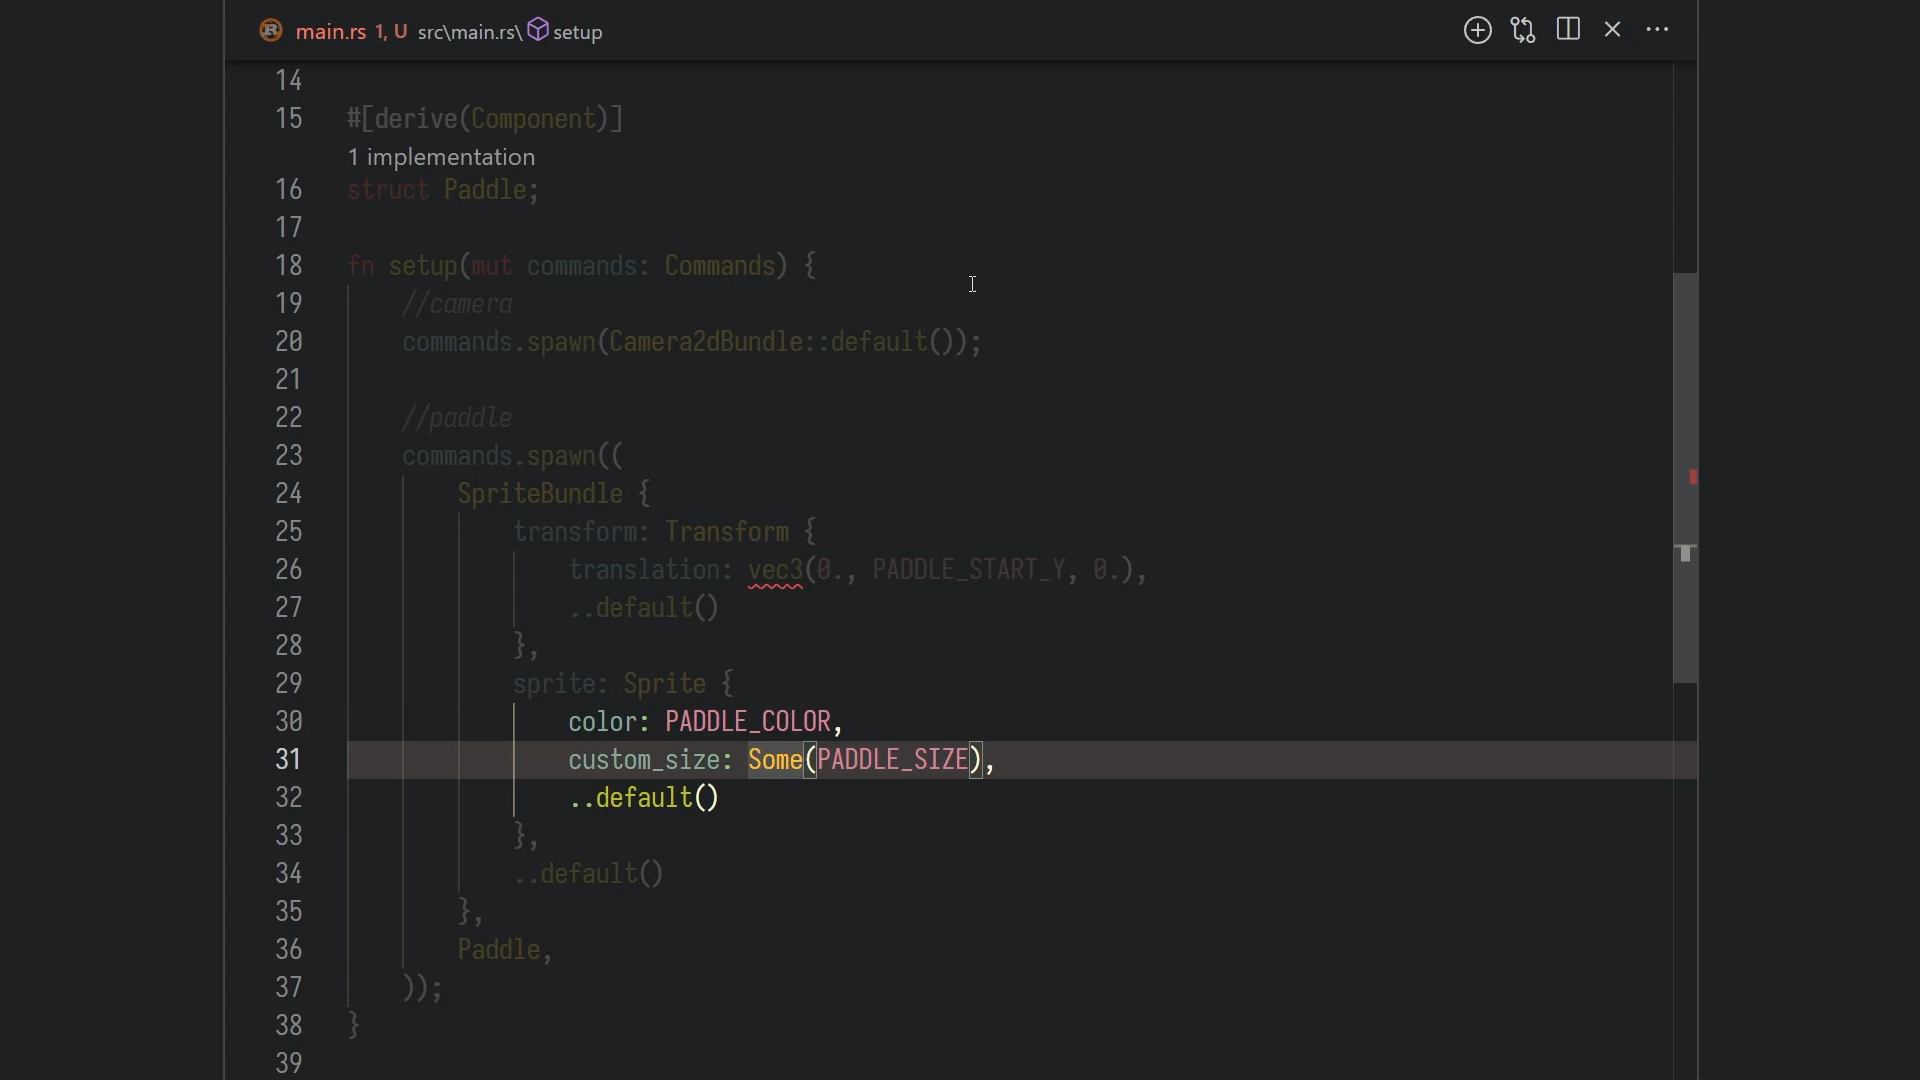 main.rs 1, U src\main.rs\ setup
14
15 #[derive(Component)]
1 implementation
16 struct Paddle;
17
18 fn setup(mut commands: Commands) {
19 //camera
20 commands.spawn(Camera2dBundle::default());
21
22 //paddle
23 commands.spawn((
24 SpriteBundle {
25 transform: Transform {
26 translation: vec3(0., PADDLE_START_Y, 0.),
27 ..default()
28 },
29 sprite: Sprite {
30 color: PADDLE_COLOR,
31 custom_size: Some(PADDLE_SIZE),
32 ..default()
33 },
34 ..default()
35 },
36 Paddle,
37 ));
38 }
39